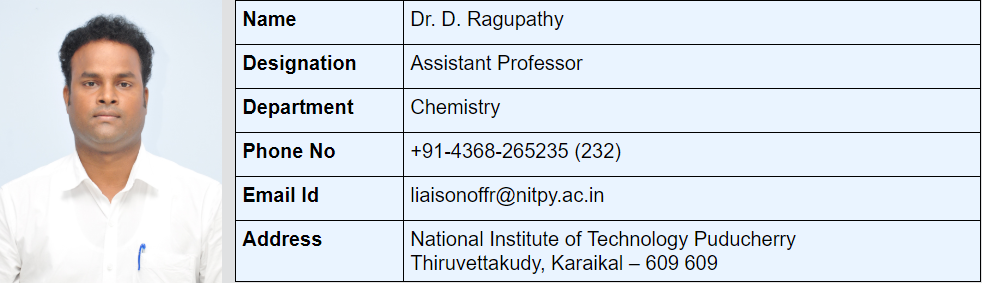 Name Dr. D. Ragupathy
Designation Assistant Professor
Department Chemistry
Phone No +91-4368-265235 (232)
Email Id liaisonoffr@nitpy.ac.in
Address National Institute of Technology Puducherry
Thiruvettakudy, Karaikal – 609 609